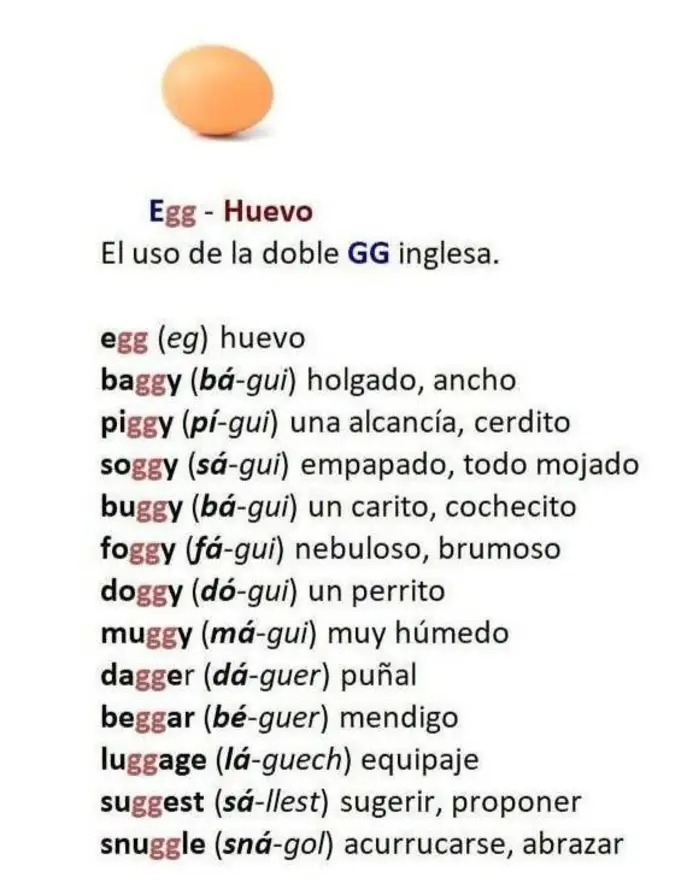 Egg - Huevo
El uso de la doble GG inglesa.
egg (eg) huevo
baggy (bá-gui) holgado, ancho
piggy (pí-gui) una alcancía, cerdito
soggy (sá-gui) empapado, todo mojado
buggy (bá-gui) un carito, cochecito
foggy (fá-gui) nebuloso, brumoso
doggy (dó-gui) un perrito
muggy (má-gui) muy húmedo
dagger (dá-guer) puñal
beggar (bé-guer) mendigo
luggage (lá-guech) equipaje
suggest (sá-llest) sugerir, proponer
snuggle (sná-gol) acurrucarse, abrazar